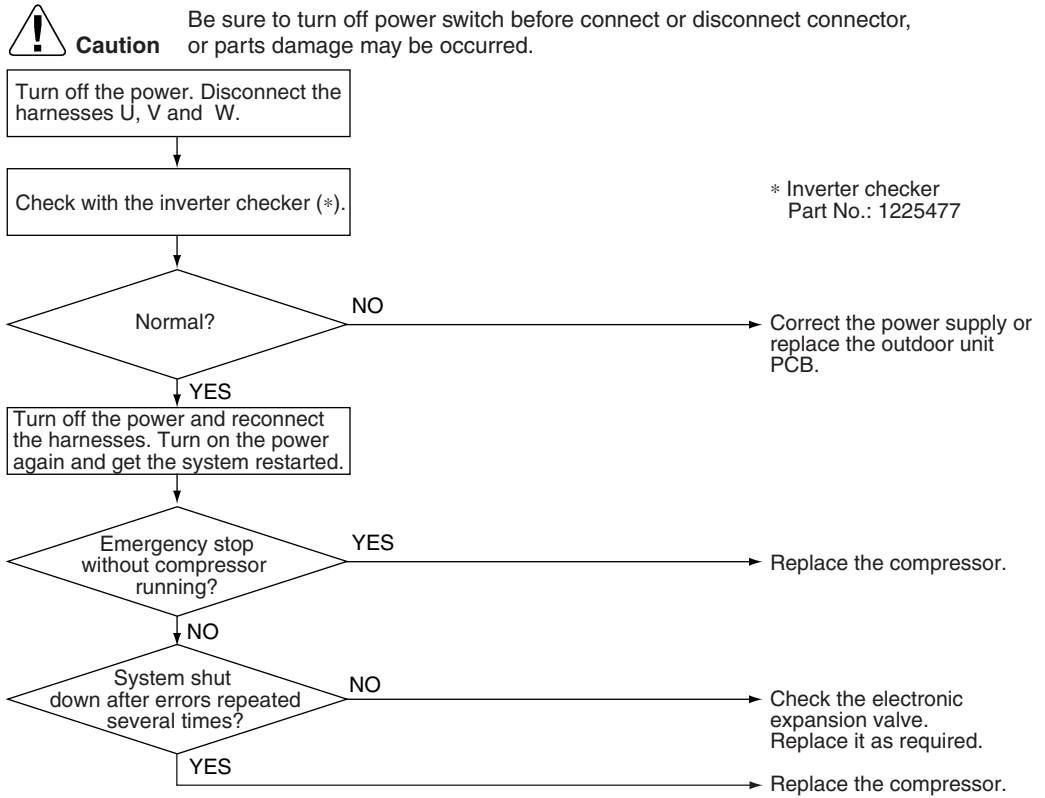 Be sure to turn off power switch before connect or disconnect connector,
Caution
or parts damage may be occurred.
Turn off the power. Disconnect the
harnesses U, V and W.
Check with the inverter checker (*).
* Inverter checker
Part No.: 1225477
Normal?
NO
Correct the power supply or
replace the outdoor unit
PCB.
YES
Turn off the power and reconnect
the harnesses. Turn on the power
again and get the system restarted.
Emergency stop
without compressor
running?
YES
Replace the compressor.
NO
System shut
down after errors repeated
several times?
NO
Check the electronic
expansion valve.
Replace it as required.
YES
Replace the compressor.